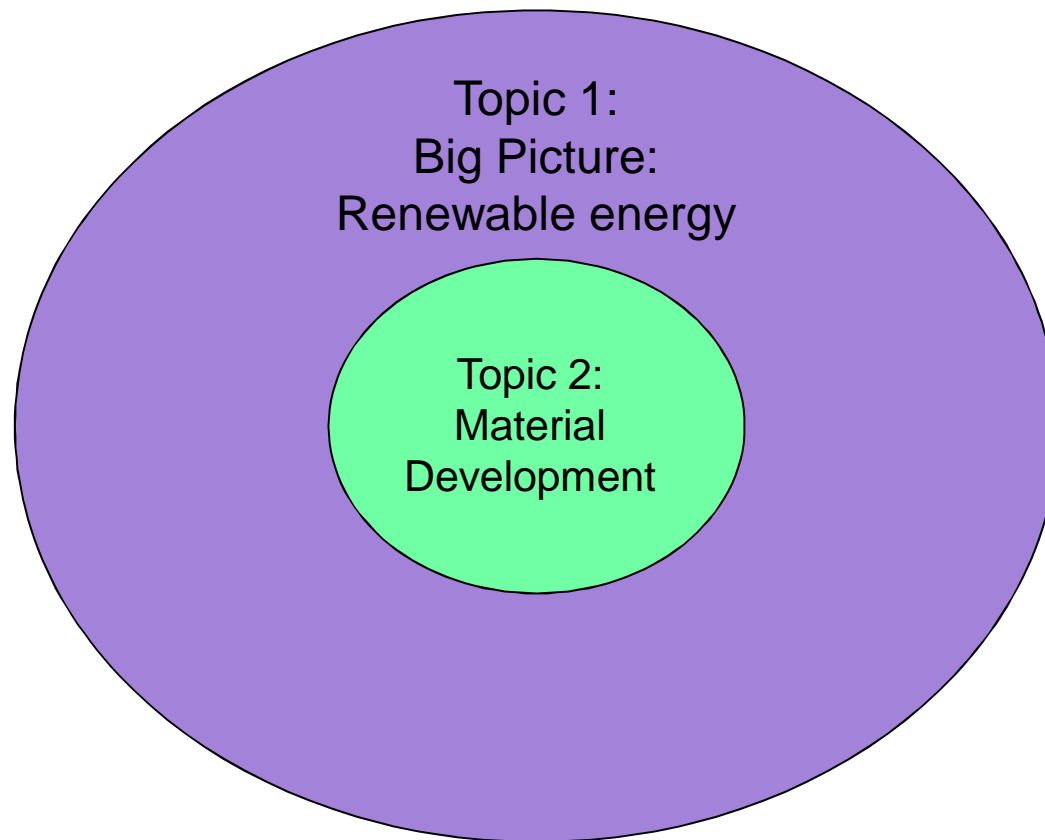 Topic 1:
Big Picture:
Renewable energy
Topic 2:
Material
Development